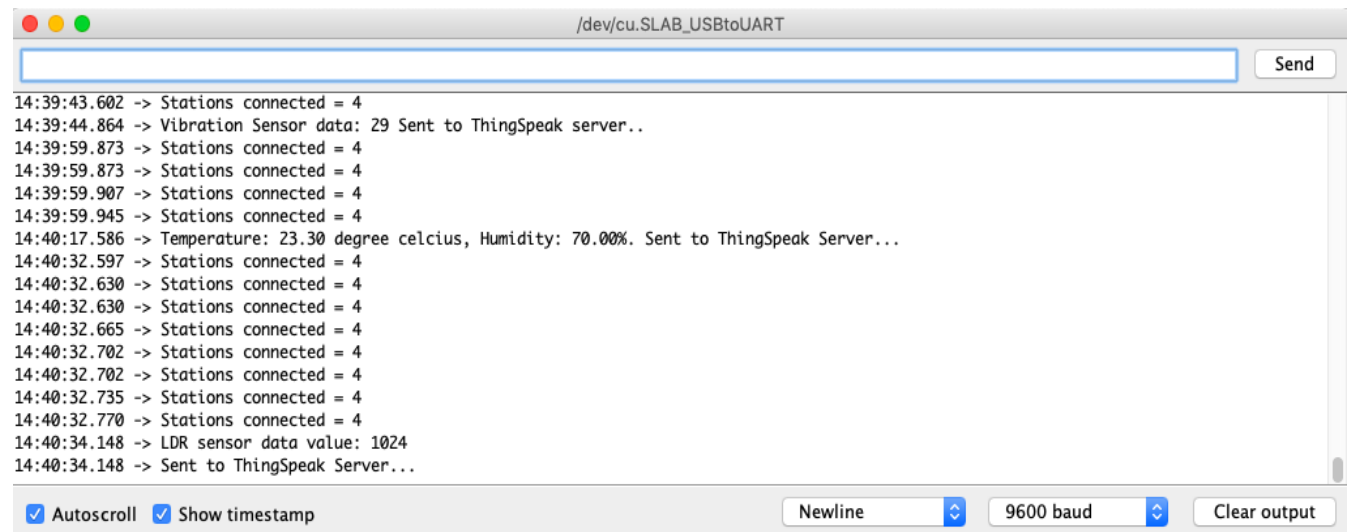 /dev/cu.SLAB_USBtoUART
Send
14:39:43.602 -> Stations connected = 4
14:39:44.864 -> Vibration Sensor data: 29 Sent to ThingSpeak server..
14:39:59.873 -> Stations connected = 4
14:39:59.873 -> Stations connected = 4
14:39:59.907 -> Stations connected = 4
14:39:59.945 -> Stations connected = 4
14:40:17.586 -> Temperature: 23.30 degree celcius, Humidity: 70.00%. Sent to ThingSpeak Server...
14:40:32.597 -> Stations connected = 4
14:40:32.630 -> Stations connected = 4
14:40:32.630 -> Stations connected = 4
14:40:32.665 -> Stations connected = 4
14:40:32.702 -> Stations connected = 4
14:40:32.702 -> Stations connected = 4
14:40:32.735 -> Stations connected = 4
14:40:32.770 -> Stations connected = 4
14:40:34.148 -> LDR sensor data value: 1024
14:40:34.148 -> Sent to ThingSpeak Server...
Autoscroll Show timestamp Newline 9600 baud Clear output